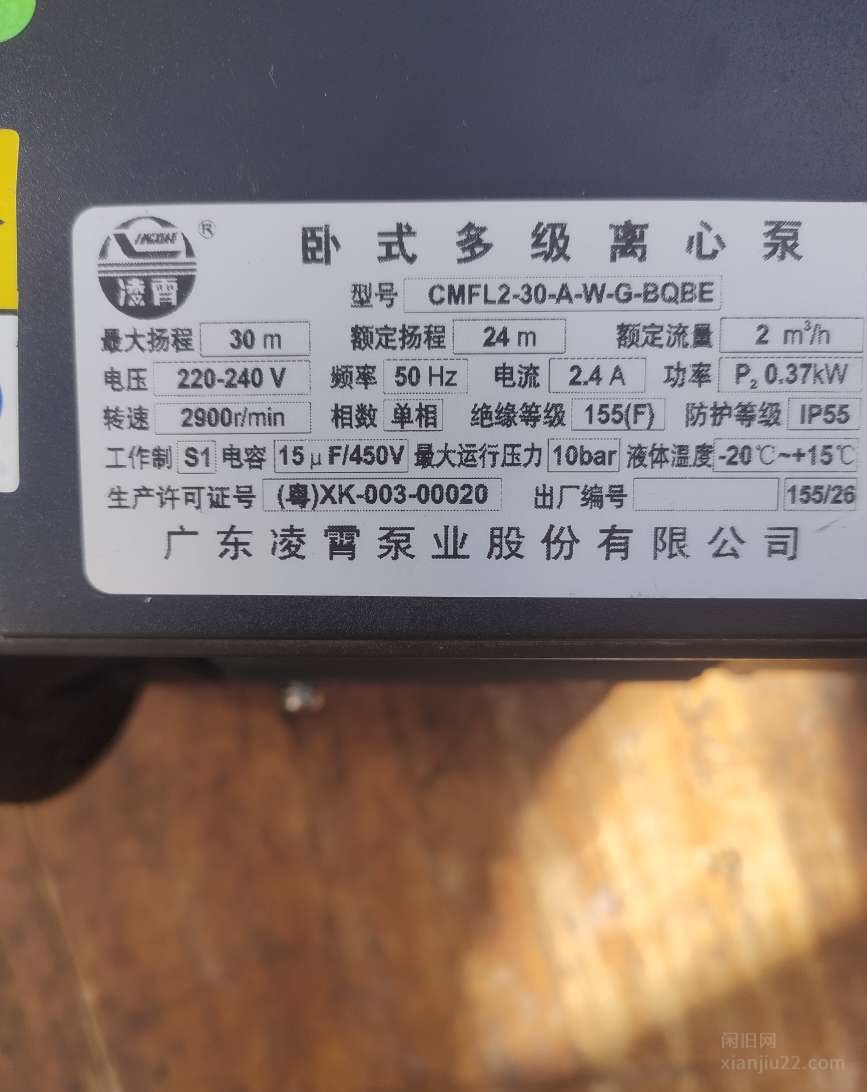 凌霄 ®
卧式多级离心泵
型号 CMFL2-30-A-W-G-BQBE
最大扬程 30 m 额定扬程 24 m 额定流量 2 m³/h
电压 220-240 V 频率 50 Hz 电流 2.4 A 功率 P₂ 0.37kW
转速 2900r/min 相数 单相 绝缘等级 155(F) 防护等级 IP55
工作制 S1 电容 15μF/450V 最大运行压力 10bar 液体温度 -20℃~+15℃
生产许可证号 (粤)XK-003-00020 出厂编号 155/26
广东凌霄泵业股份有限公司
闲旧网
xianjiu22.com